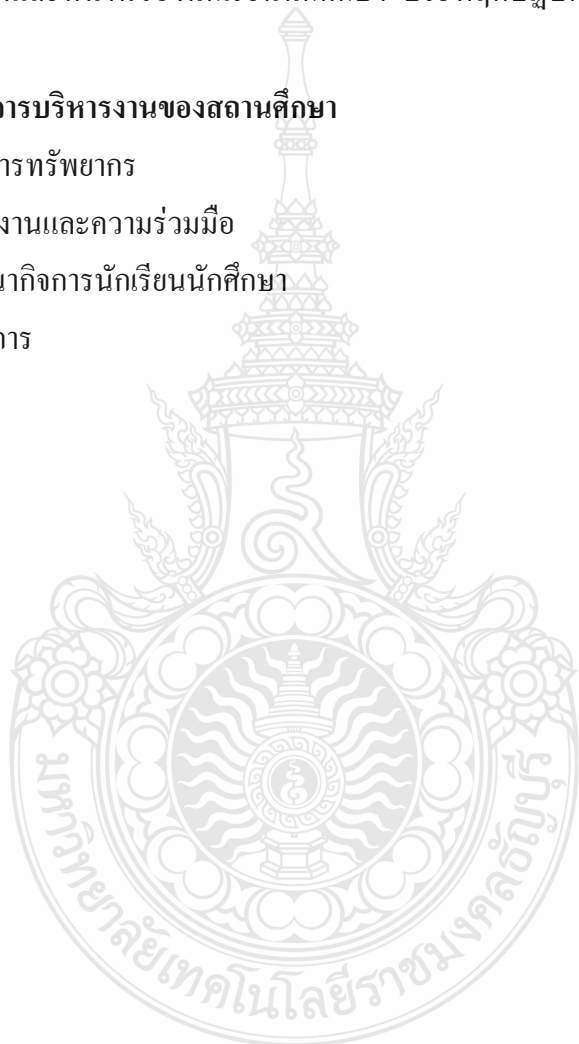 การบริหารงานของสถานศึกษา
การทรัพยากร
งานและความร่วมมือ
นากิจการนักเรียนนักศึกษา
การ
มหาวิทยาลัยเทคโนโลยีราชมงคลธัญบุรี